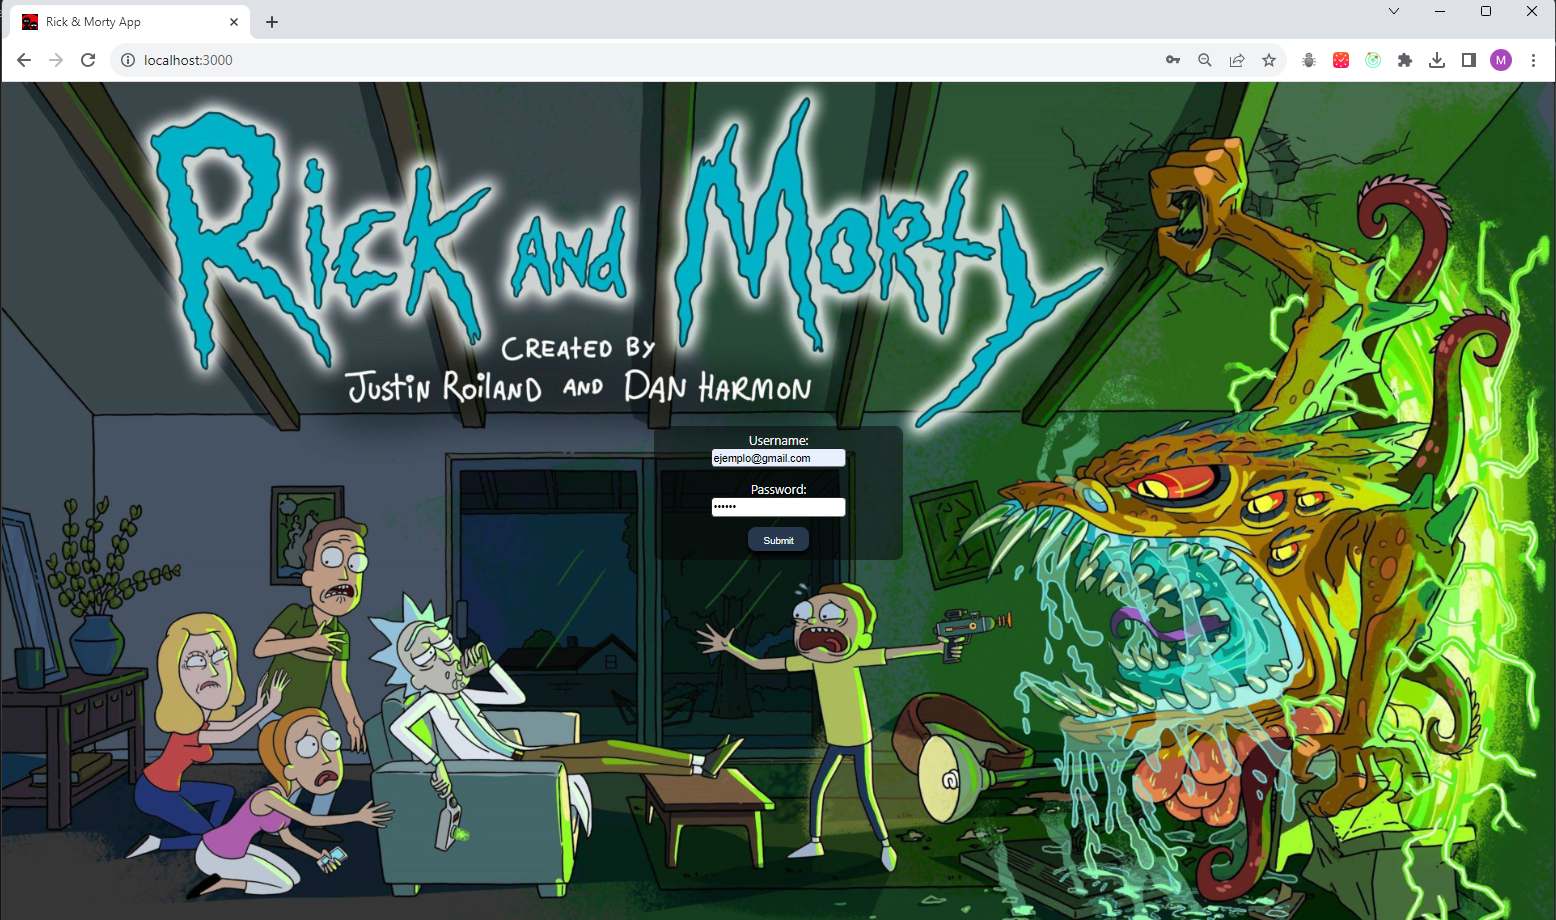 Rick & Morty App
localhost:3000
M
RICK AND MORTY
CREATED BY
JUSTIN ROILAND AND DAN HARMON
Username:
ejemplo@gmail.com
Password:
••••••
Submit